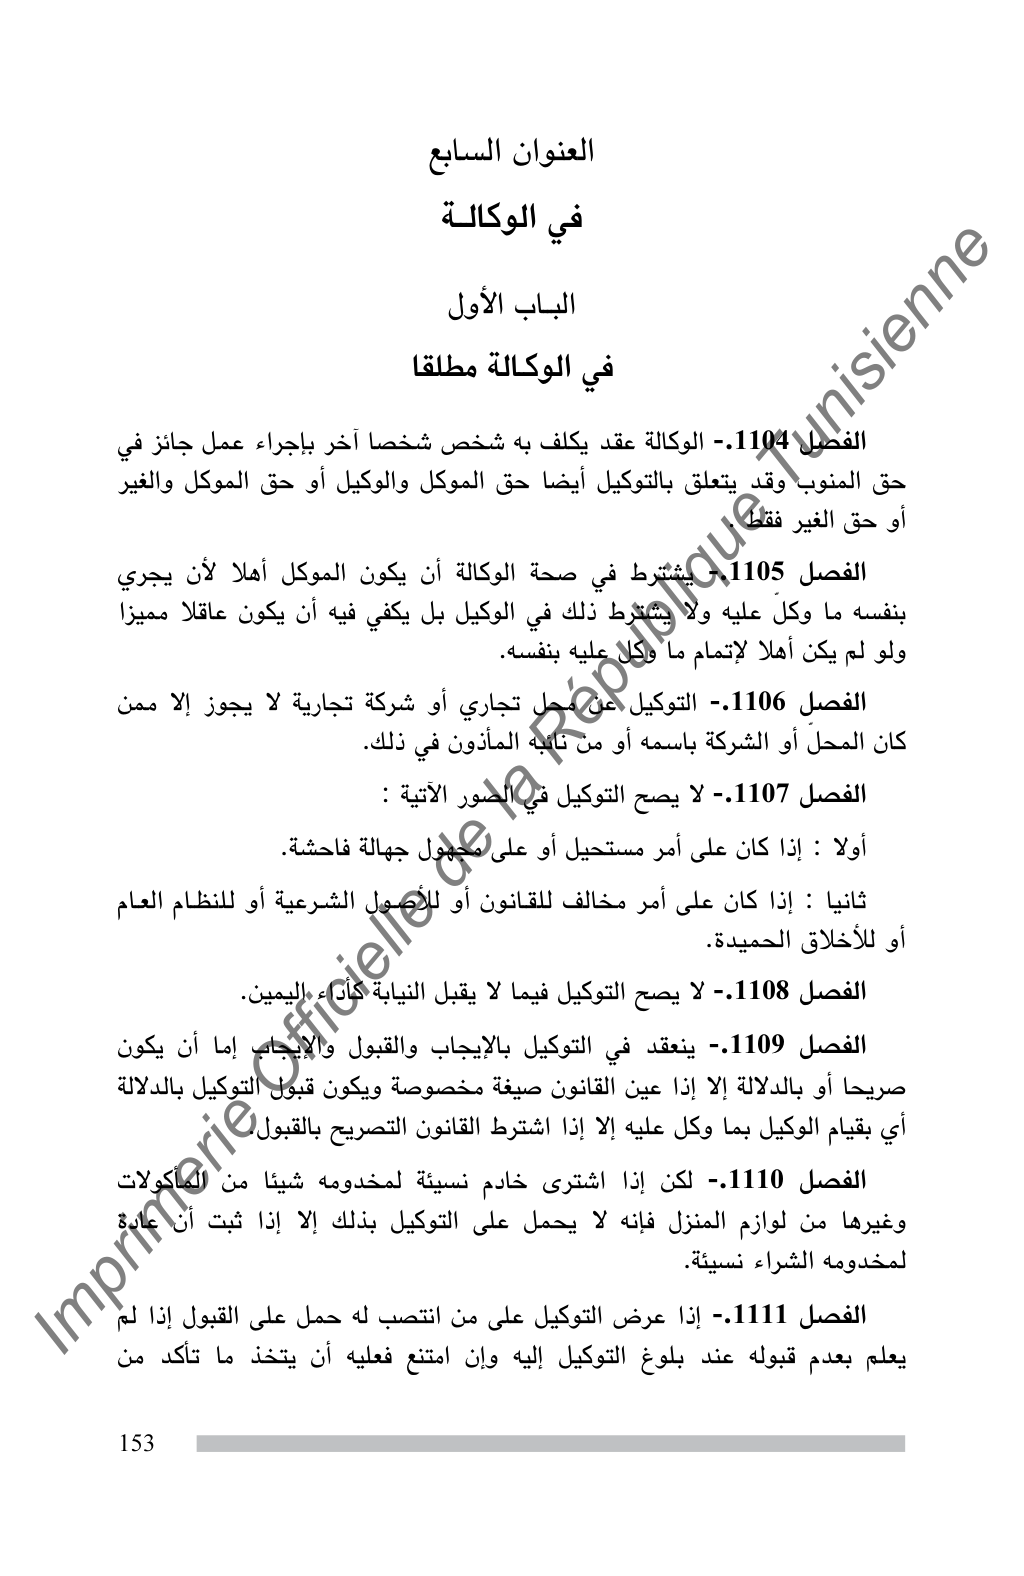 العنوان السابع
في الوكالــة
البــاب الأول
في الوكـالة مطلقا
الفصل 1104.- الوكالة عقد يكلف به شخص شخصا آخر بإجراء عمل جائز في
حق المنوب وقد يتعلق بالتوكيل أيضا حق الموكل والوكيل أو حق الموكل والغير
أو حق الغير فقط .
الفصل 1105.- يشترط في صحة الوكالة أن يكون الموكل أهلا لأن يجري
بنفسه ما وكلّ عليه ولا يشترط ذلك في الوكيل بل يكفي فيه أن يكون عاقلا مميزا
ولو لم يكن أهلا لإتمام ما وكل عليه بنفسه.
الفصل 1106.- التوكيل عن محل تجاري أو شركة تجارية لا يجوز إلا ممن
كان المحلّ أو الشركة باسمه أو من نائبه المأذون في ذلك.
الفصل 1107.- لا يصح التوكيل في الصور الآتية :
أولا : إذا كان على أمر مستحيل أو على مجهول جهالة فاحشة.
ثانيا : إذا كان على أمر مخالف للقـانون أو للأصـول الشـرعية أو للنظـام العـام
أو للأخلاق الحميدة.
الفصل 1108.- لا يصح التوكيل فيما لا يقبل النيابة كأداء اليمين.
الفصل 1109.- ينعقد في التوكيل بالإيجاب والقبول والإيجاب إما أن يكون
صريحا أو بالدلالة إلا إذا عين القانون صيغة مخصوصة ويكون قبول التوكيل بالدلالة
أي بقيام الوكيل بما وكل عليه إلا إذا اشترط القانون التصريح بالقبول.
الفصل 1110.- لكن إذا اشترى خادم نسيئة لمخدومه شيئا من المأكولات
وغيرها من لوازم المنزل فإنه لا يحمل على التوكيل بذلك إلا إذا ثبت أن عادة
لمخدومه الشراء نسيئة.
الفصل 1111.- إذا عرض التوكيل على من انتصب له حمل على القبول إذا لم
يعلم بعدم قبوله عند بلوغ التوكيل إليه وإن امتنع فعليه أن يتخذ ما تأكد من
153
Imprimerie Officielle de la République Tunisienne